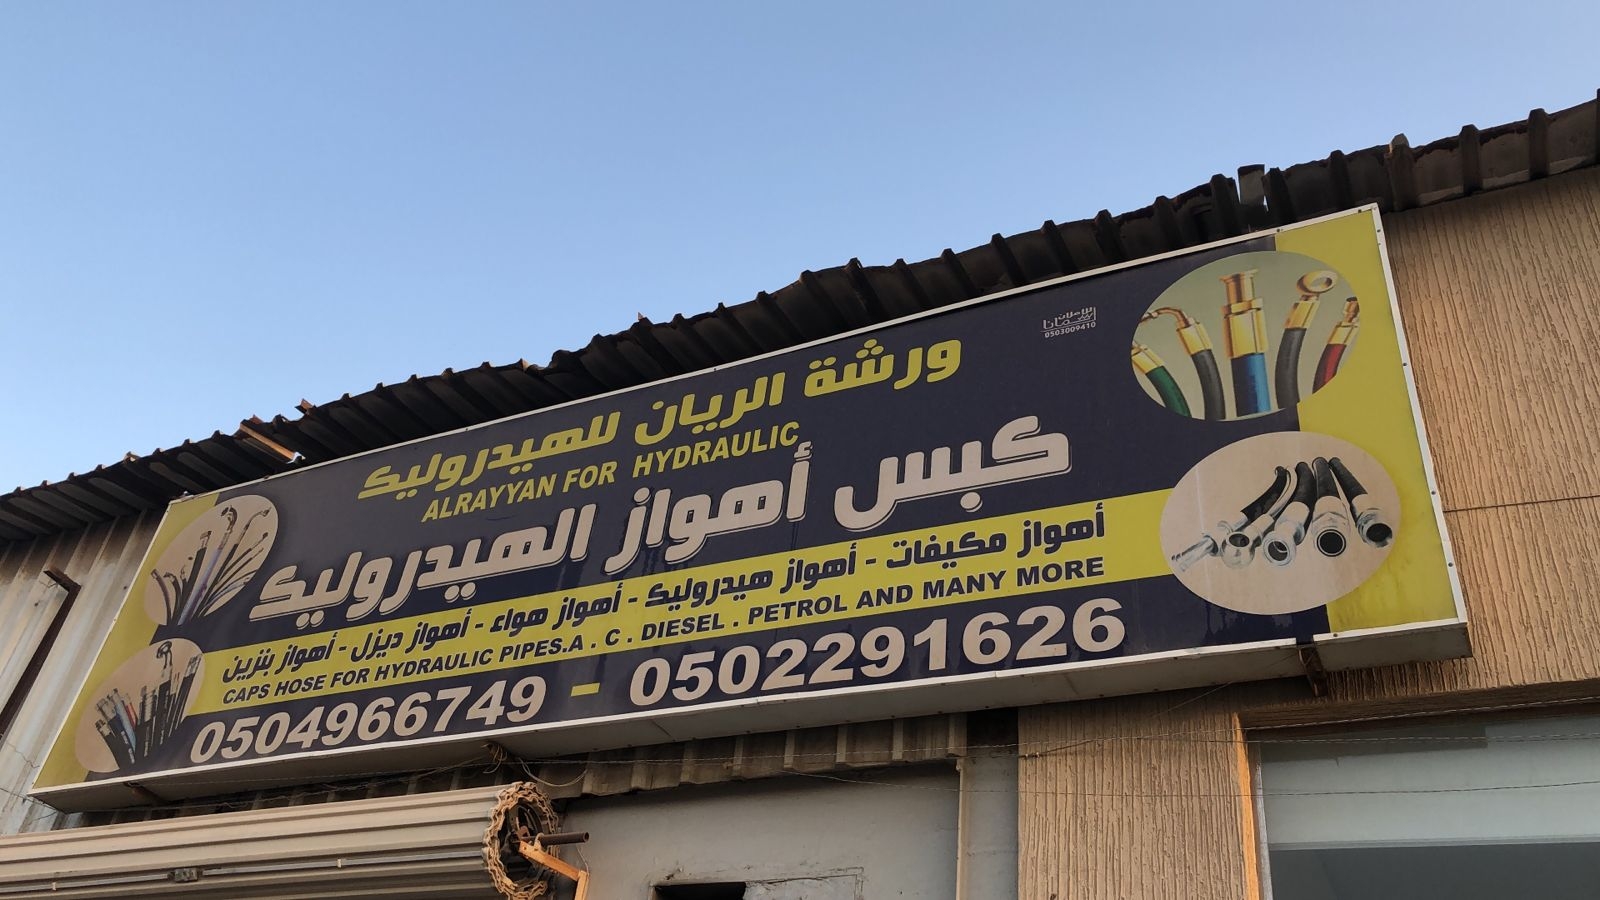 ورشة الريان للهيدروليك
ALRAYYAN FOR HYDRAULIC
كبس أهواز الهيدروليك
أهواز مكيفات - أهواز هيدروليك - أهواز هواء - أهواز ديزل - أهواز بنزين
CAPS HOSE FOR HYDRAULIC PIPES.A . C . DIESEL . PETROL AND MANY MORE
0504966749 - 0502291626
0503009410